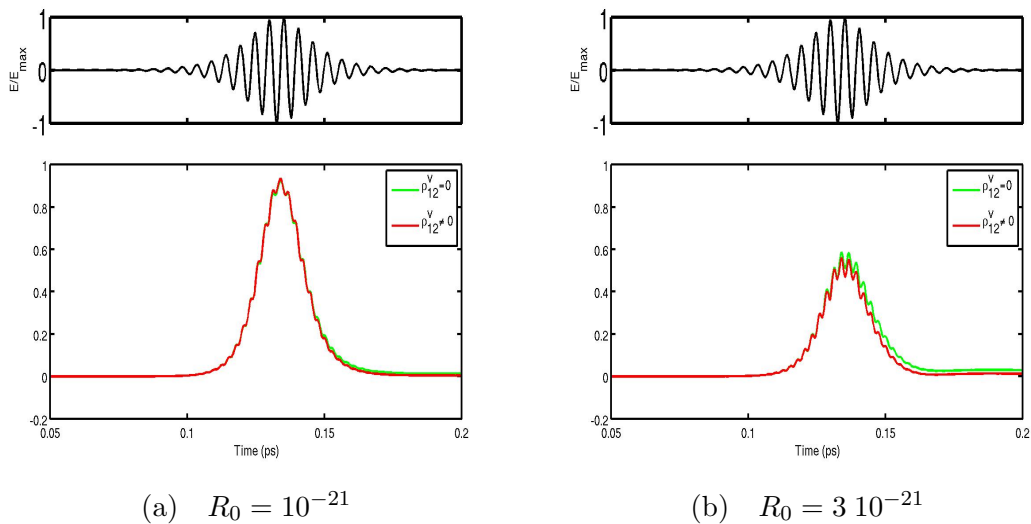 1
0
-1
E/E_max
1
0
-1
E/E_max
1
0.8
0.6
0.4
0.2
0
-0.2
0.05 0.1 0.15 0.2
Time (ps)
ρ^v_12=0
ρ^v_12≠ 0
1
0.8
0.6
0.4
0.2
0
-0.2
0.05 0.1 0.15 0.2
Time (ps)
ρ^v_12=0
ρ^v_12≠ 0
(a) R₀ = 10⁻²¹
(b) R₀ = 3 10⁻²¹